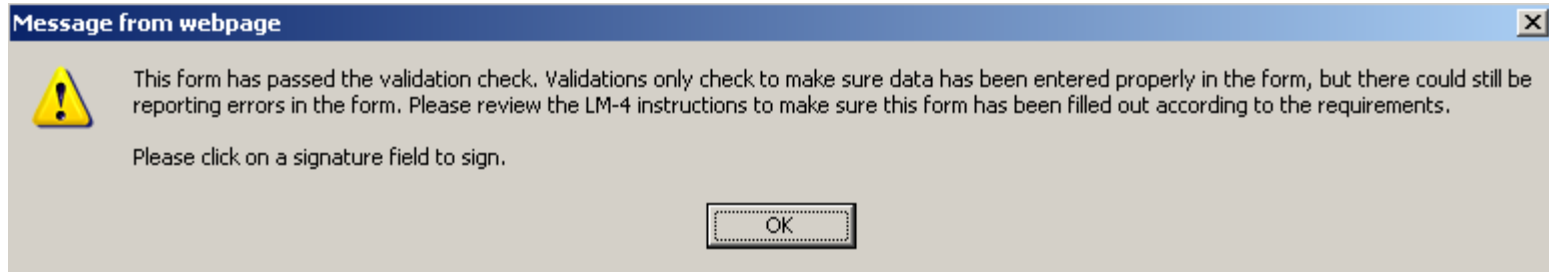 Message from webpage
This form has passed the validation check. Validations only check to make sure data has been entered properly in the form, but there could still be
reporting errors in the form. Please review the LM-4 instructions to make sure this form has been filled out according to the requirements.
Please click on a signature field to sign.
OK